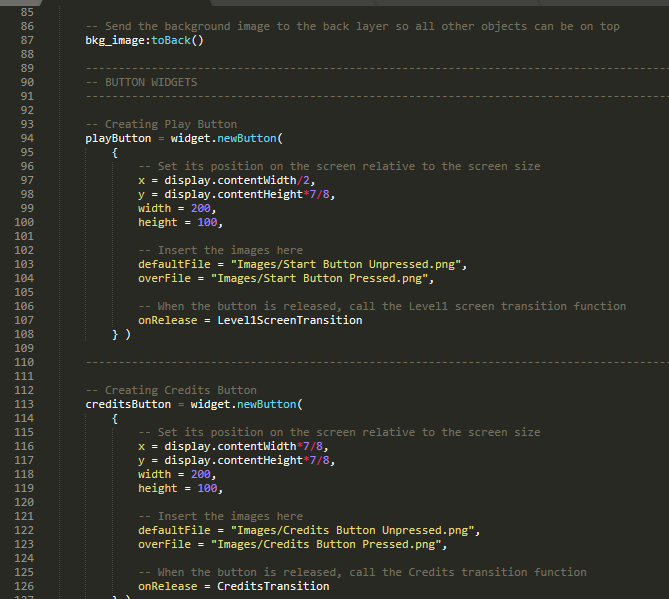 85
86 -- Send the background image to the back layer so all other objects can be on top
87 bkg_image:toBack()
88
89 -----------------------------------------------------------------------------------------
90 -- BUTTON WIDGETS
91 -----------------------------------------------------------------------------------------
92
93 -- Creating Play Button
94 playButton = widget.newButton(
95 {
96 -- Set its position on the screen relative to the screen size
97 x = display.contentWidth/2,
98 y = display.contentHeight*7/8,
99 width = 200,
100 height = 100,
101
102 -- Insert the images here
103 defaultFile = "Images/Start Button Unpressed.png",
104 overFile = "Images/Start Button Pressed.png",
105
106 -- When the button is released, call the Level1 screen transition function
107 onRelease = Level1ScreenTransition
108 } )
109
110 -----------------------------------------------------------------------------------------
111
112 -- Creating Credits Button
113 creditsButton = widget.newButton(
114 {
115 -- Set its position on the screen relative to the screen size
116 x = display.contentWidth*7/8,
117 y = display.contentHeight*7/8,
118 width = 200,
119 height = 100,
120
121 -- Insert the images here
122 defaultFile = "Images/Credits Button Unpressed.png",
123 overFile = "Images/Credits Button Pressed.png",
124
125 -- When the button is released, call the Credits transition function
126 onRelease = CreditsTransition